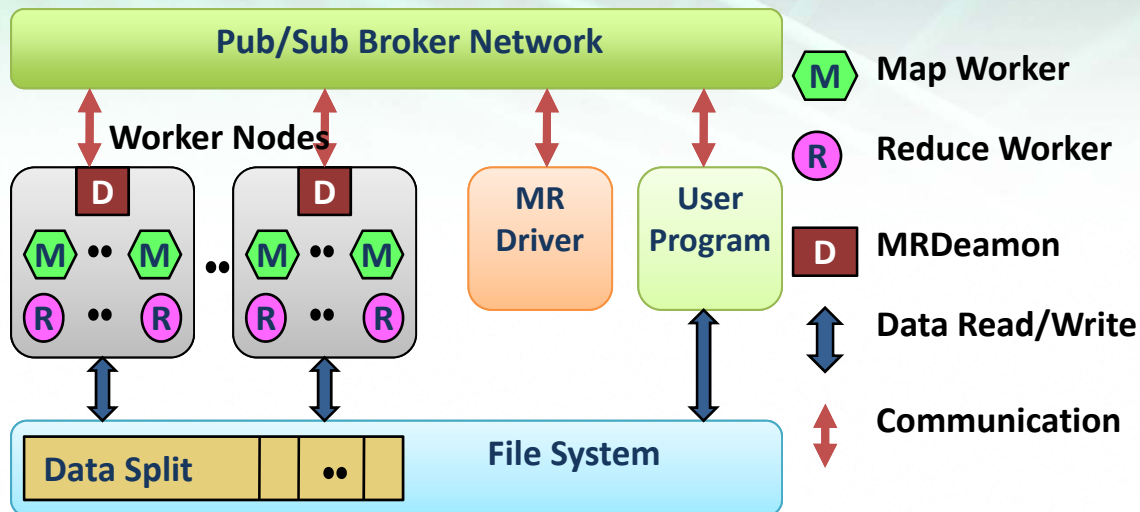 Pub/Sub Broker Network
Worker Nodes
D
D
M
M
M
M
R
R
R
R
MR
Driver
User
Program
Data Split
File System
M
Map Worker
R
Reduce Worker
D
MRDeamon
Data Read/Write
Communication